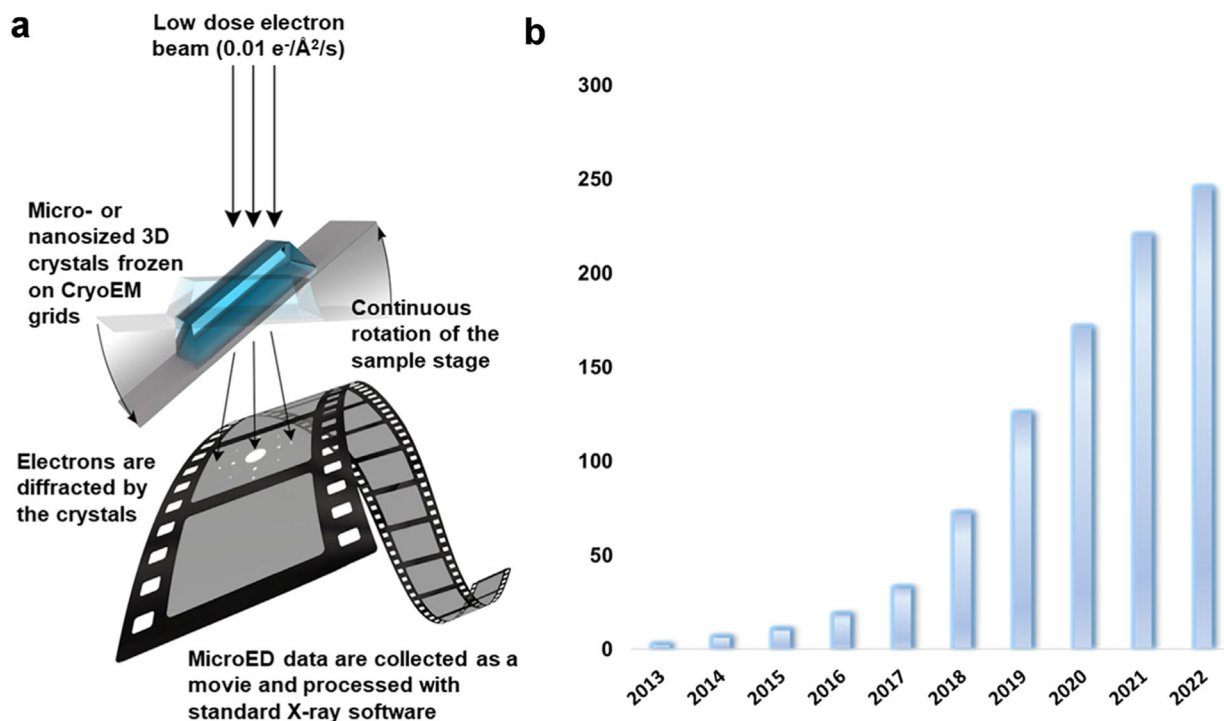 a
Low dose electron
beam (0.01 e⁻/Å²/s)
Micro- or
nanosized 3D
crystals frozen
on CryoEM
grids
Continuous
rotation of the
sample stage
Electrons are
diffracted by
the crystals
MicroED data are collected as a
movie and processed with
standard X-ray software
b
300
250
200
150
100
50
0
2013
2014
2015
2016
2017
2018
2019
2020
2021
2022